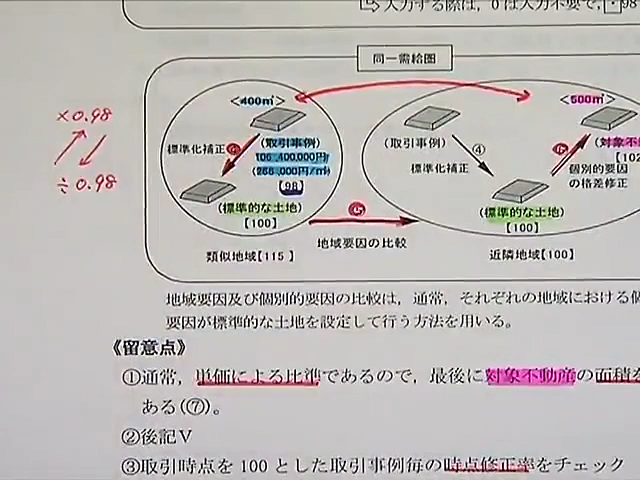 入力する際は，0は入力不要で，[・98
同一需給圏
<400㎡>
<500㎡>
×0.98
(取引事例)
(取引事例)
(対象不
標準化補正
④
106,400,000円
[102
(266,000円/㎡)
標準化補正
個別的要因
の格差修正
÷0.98
[98]
(標準的な土地)
(標準的な土地)
【100】
【100】
⑤
地域要因の比較
類似地域【115】
近隣地域【100】
地域要因及び個別的要因の比較は，通常，それぞれの地域における個
要因が標準的な土地を設定して行う方法を用いる。
《留意点》
①通常，単価による比準であるので，最後に対象不動産の面積を
ある(⑦)。
②後記Ⅴ
③取引時点を100とした取引事例毎の時点修正率をチェック